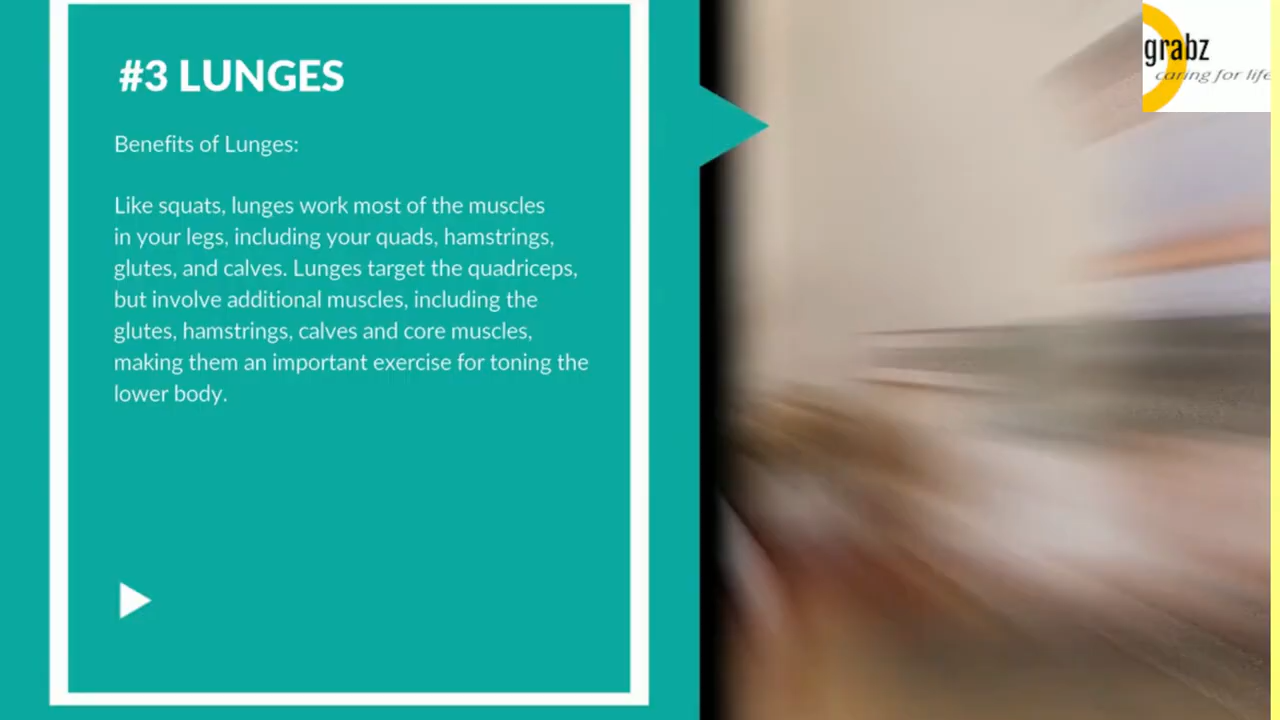 #3 LUNGES
Benefits of Lunges:
Like squats, lunges work most of the muscles
in your legs, including your quads, hamstrings,
glutes, and calves. Lunges target the quadriceps,
but involve additional muscles, including the
glutes, hamstrings, calves and core muscles,
making them an important exercise for toning the
lower body.
grabz
caring for life